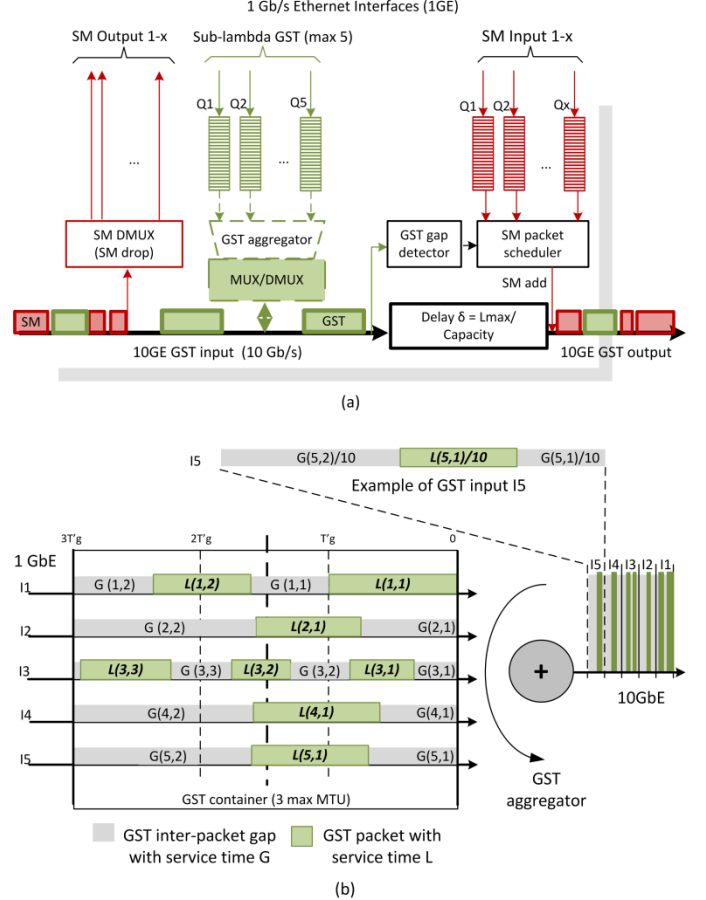 1 Gb/s Ethernet Interfaces (1GE)
SM Output 1-x
Sub-lambda GST (max 5)
SM Input 1-x
Q1
Q2
Q5
Q1
Q2
Qx
...
...
...
SM DMUX
(SM drop)
GST aggregator
MUX/DMUX
GST gap
detector
SM packet
scheduler
SM add
SM
GST
Delay δ = Lmax/
Capacity
10GE GST input (10 Gb/s)
10GE GST output
(a)
I5
G(5,2)/10
L(5,1)/10
G(5,1)/10
Example of GST input I5
3T'g
2T'g
T'g
0
1 GbE
I5 I4 I3 I2 I1
I1
G (1,2)
L(1,2)
G (1,1)
L(1,1)
I2
G (2,2)
L(2,1)
G(2,1)
I3
L(3,3)
G (3,3)
L(3,2)
G (3,2)
L(3,1)
G(3,1)
+
10GbE
I4
G(4,2)
L(4,1)
G(4,1)
I5
G(5,2)
L(5,1)
G(5,1)
GST
aggregator
GST container (3 max MTU)
GST inter-packet gap
with service time G
GST packet with
service time L
(b)